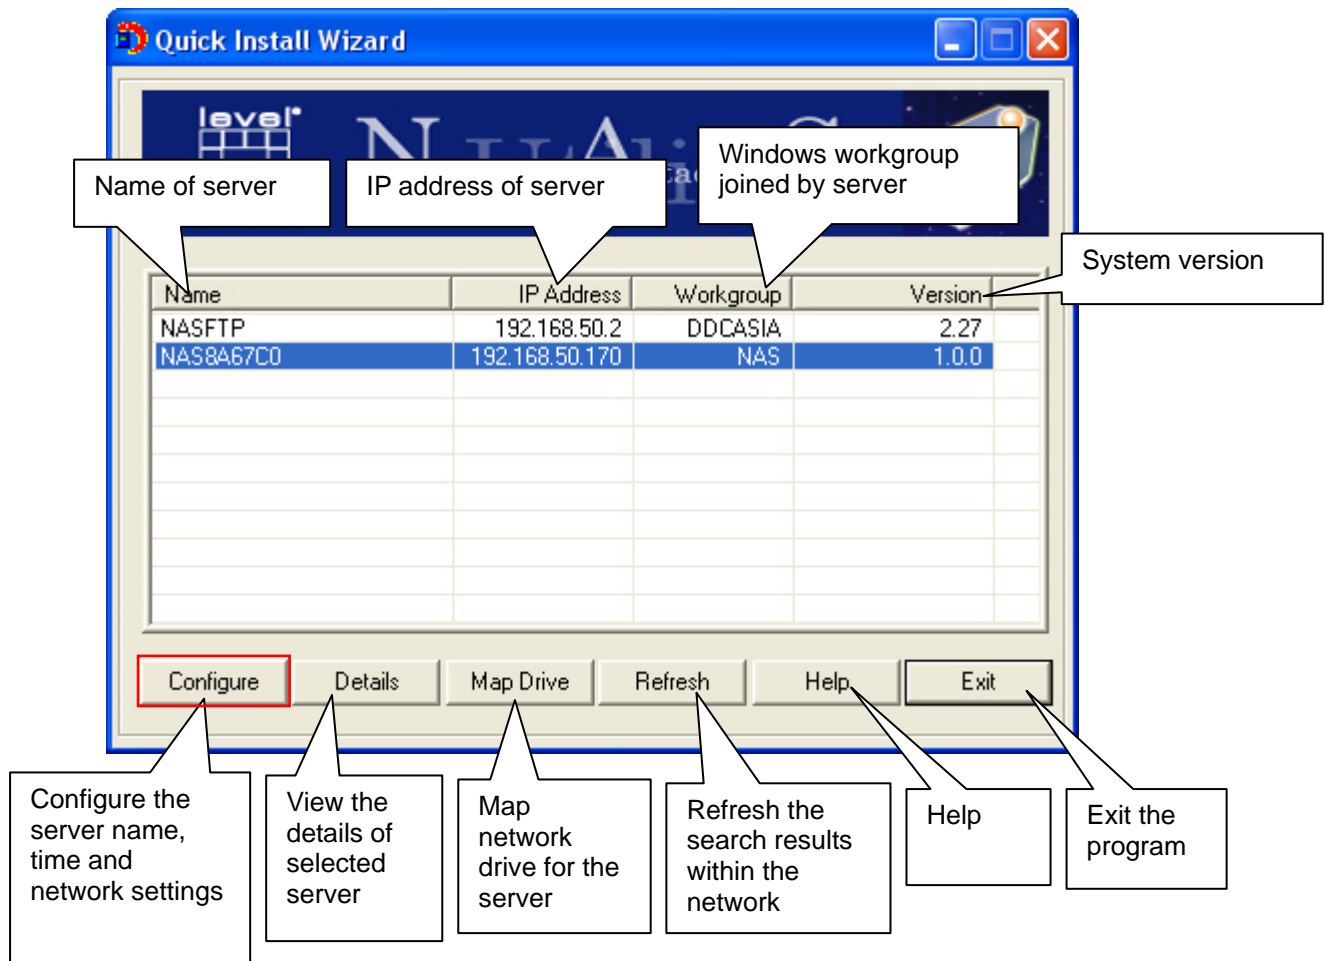 Quick Install Wizard
level
Name of server
IP address of server
Windows workgroup
joined by server
System version
Name IP Address Workgroup Version
NASFTP 192.168.50.2 DDCASIA 2.27
NAS8A67C0 192.168.50.170 NAS 1.0.0
Configure Details Map Drive Refresh Help Exit
Configure the
server name,
time and
network settings
View the
details of
selected
server
Map
network
drive for the
server
Refresh the
search results
within the
network
Help
Exit the
program